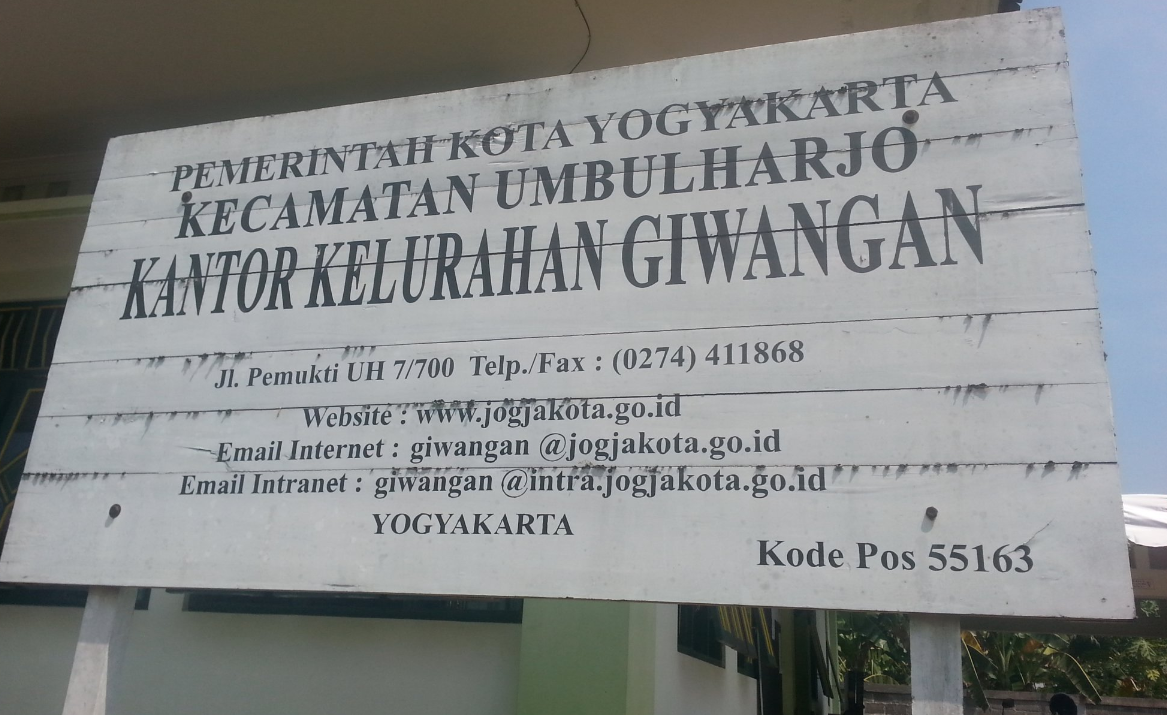 PEMERINTAH KOTA YOGYAKARTA
KECAMATAN UMBULHARJO
KANTOR KELURAHAN GIWANGAN
Jl. Pemukti UH 7/700 Telp./Fax : (0274) 411868
Website : www.jogjakota.go.id
Email Internet : giwangan @jogjakota.go.id
Email Intranet : giwangan @intra.jogjakota.go.id
YOGYAKARTA
Kode Pos 55163